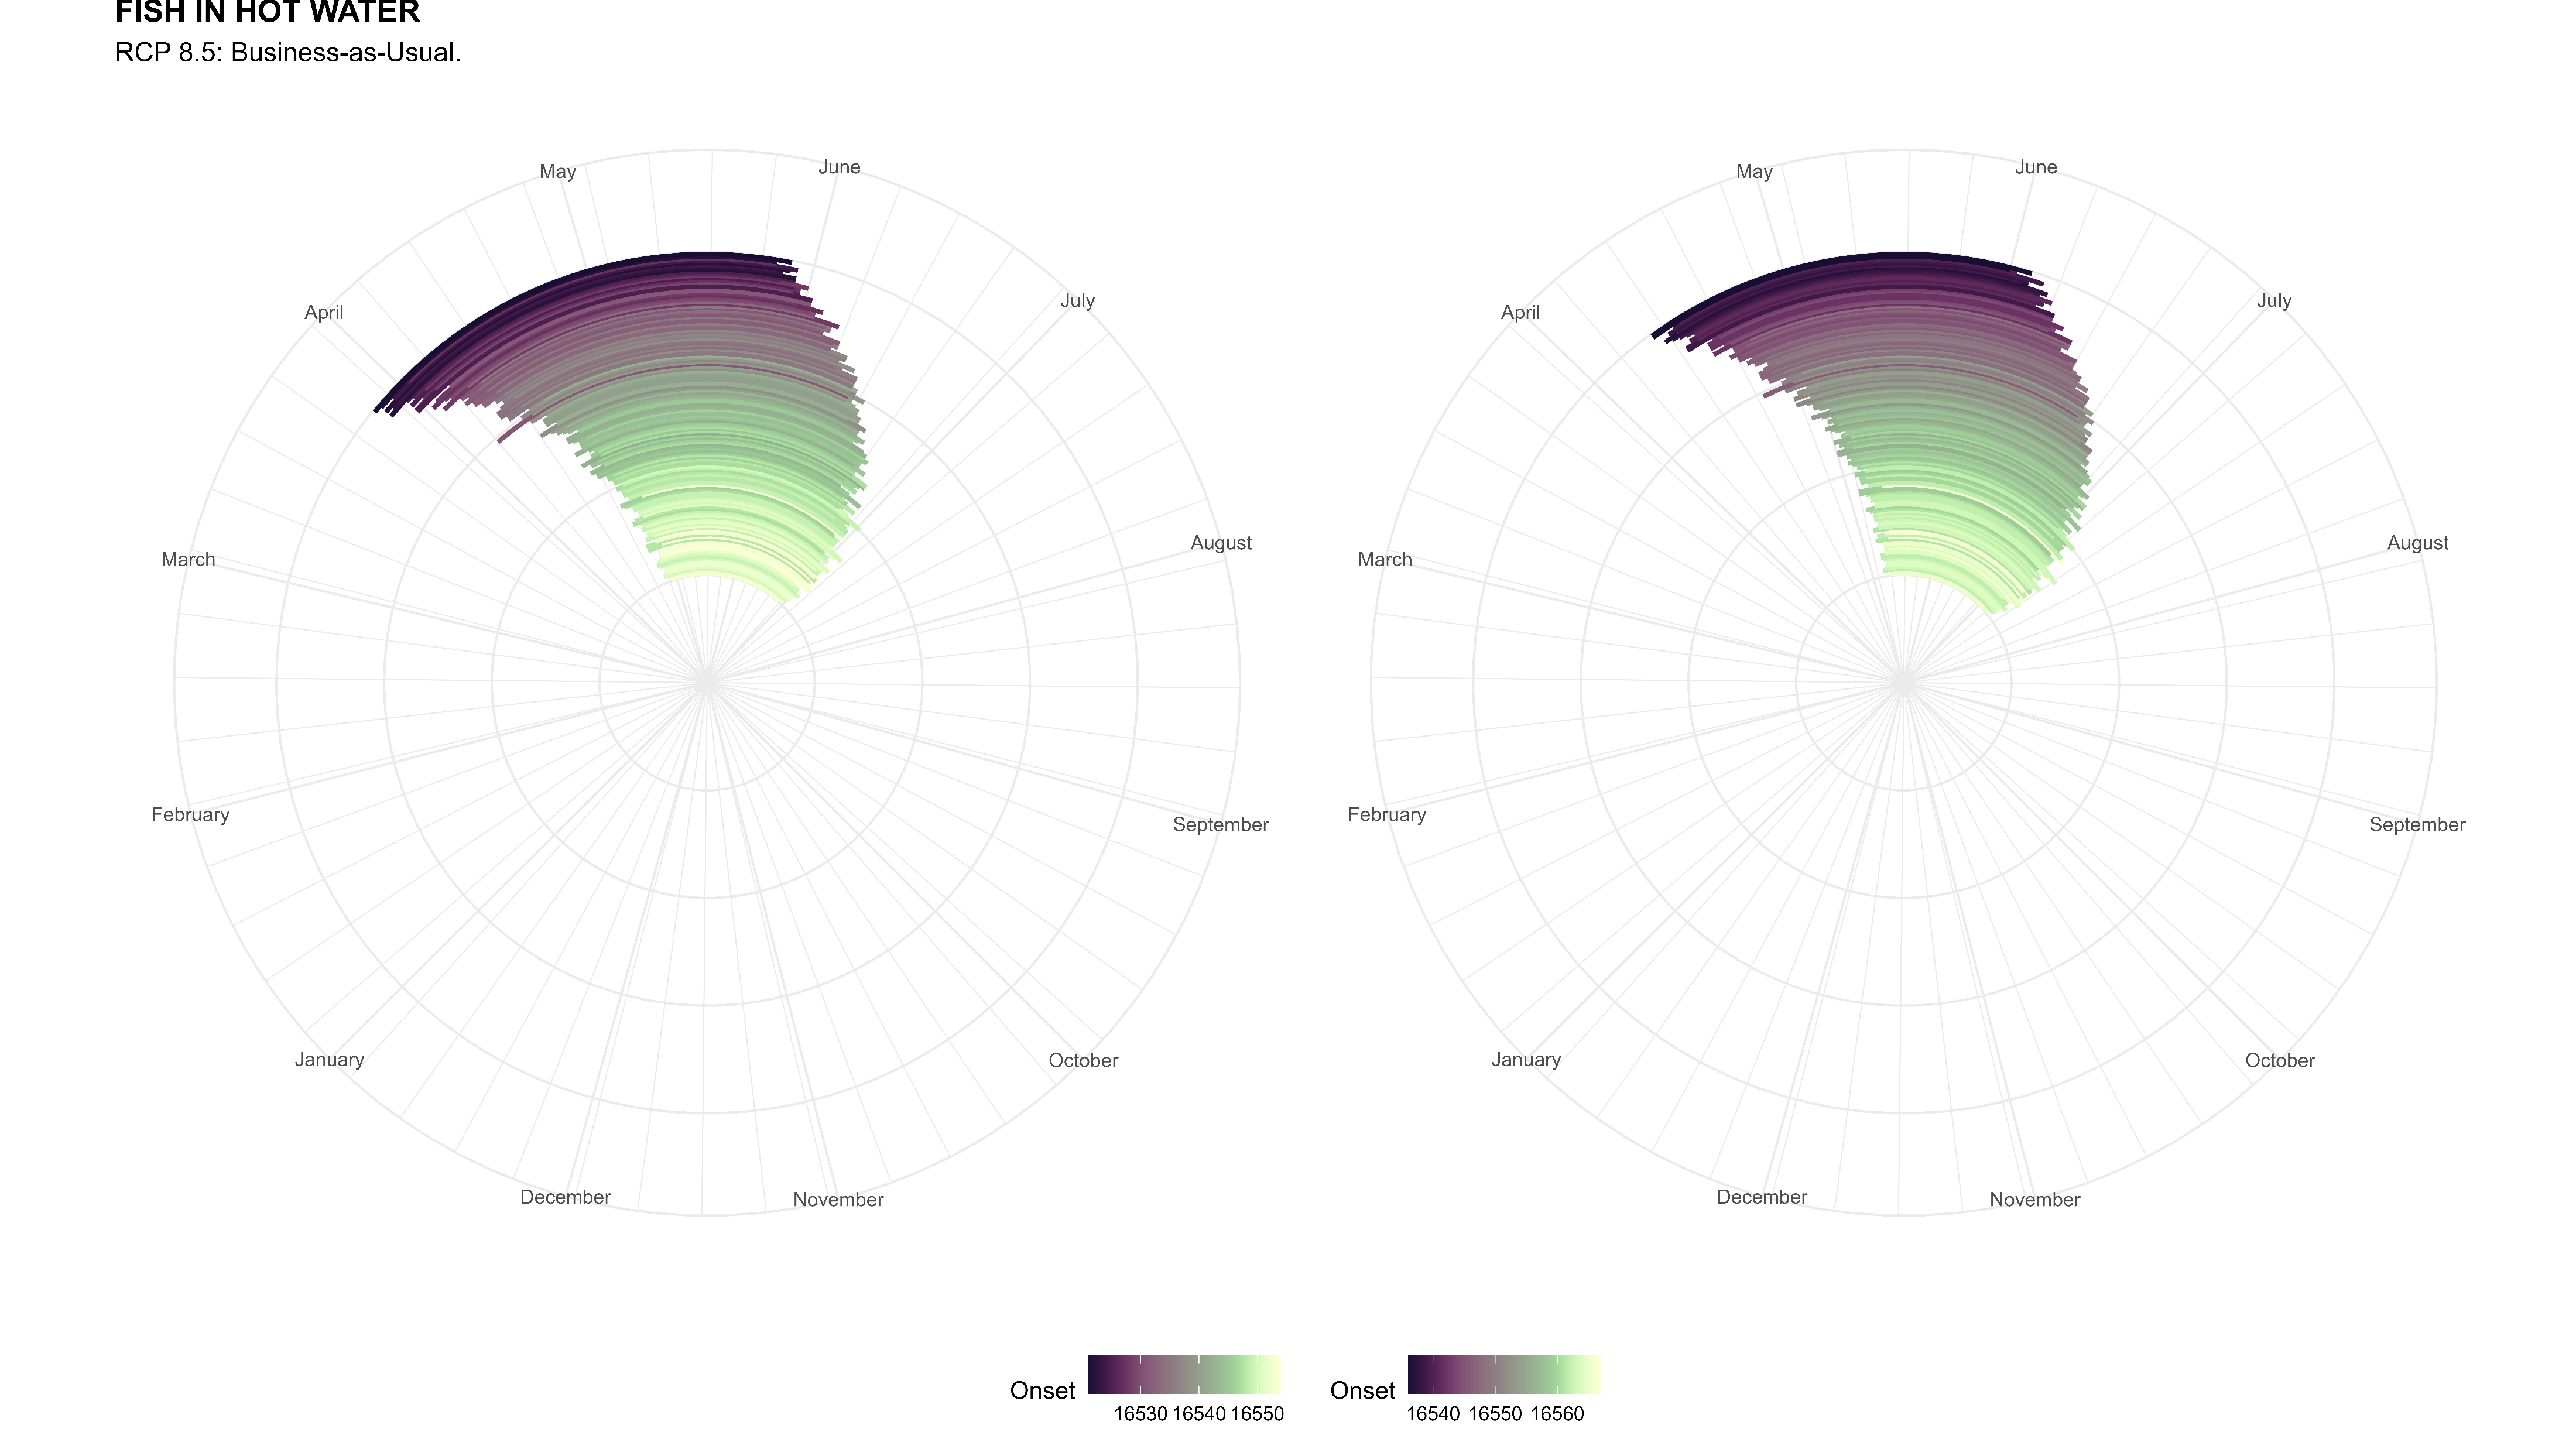 FISH IN HOT WATER
RCP 8.5: Business-as-Usual.
May
June
April
July
March
August
February
September
January
October
December
November
May
June
April
July
March
August
February
September
January
October
December
November
Onset
16530 16540 16550
Onset
16540 16550 16560